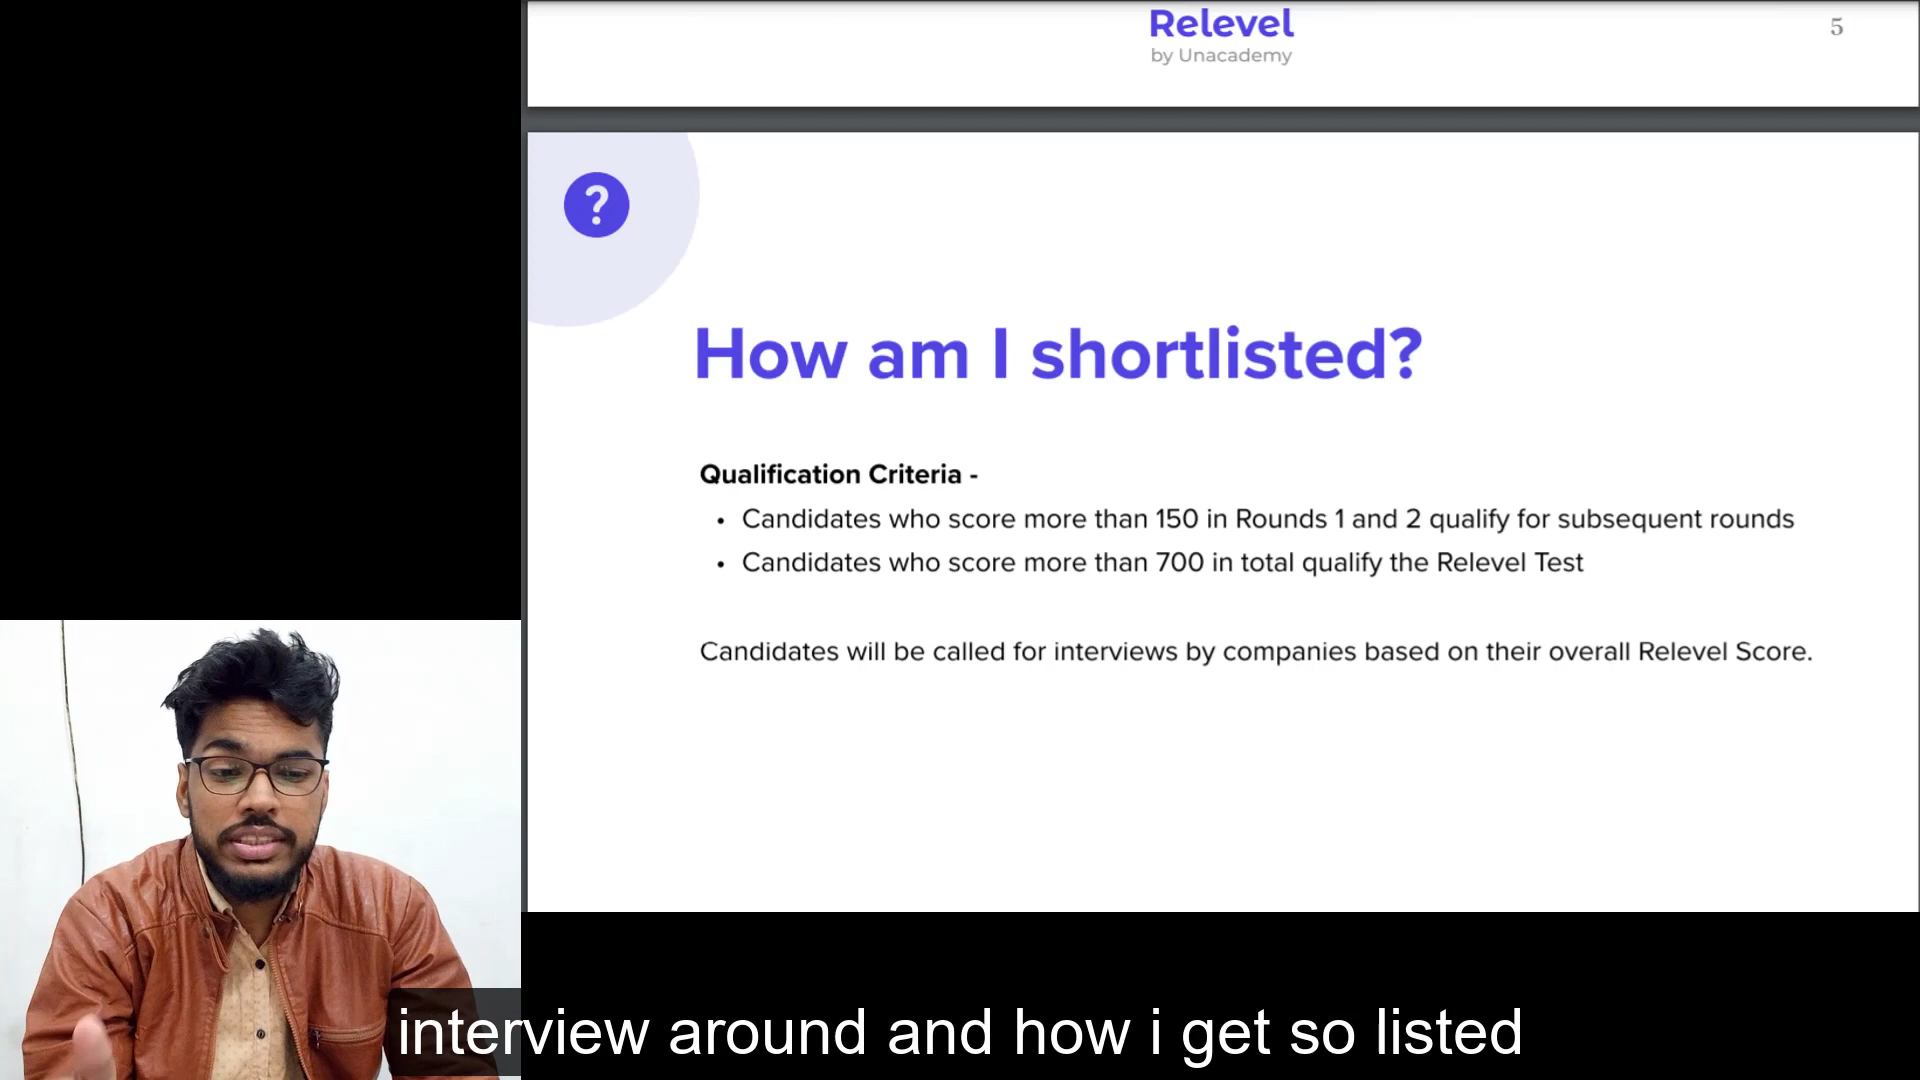 Relevel
by Unacademy
5
?
How am I shortlisted?
Qualification Criteria -
• Candidates who score more than 150 in Rounds 1 and 2 qualify for subsequent rounds
• Candidates who score more than 700 in total qualify the Relevel Test
Candidates will be called for interviews by companies based on their overall Relevel Score.
interview around and how i get so listed